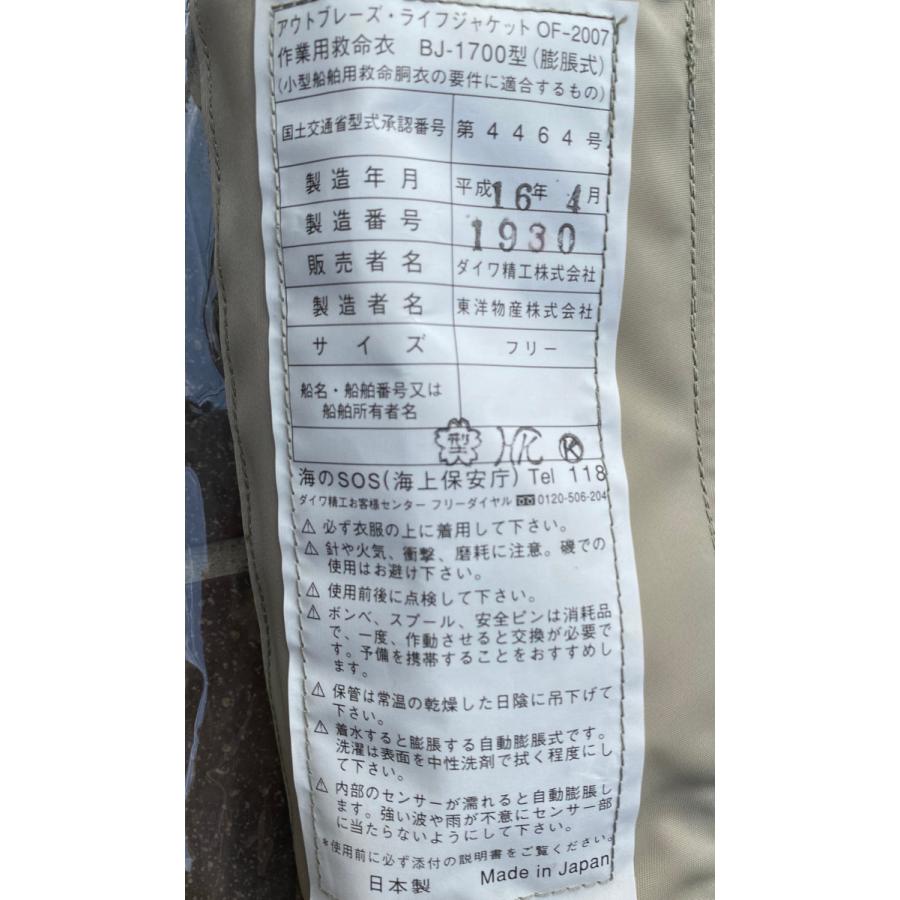 アウトブレーズ・ライフジャケット OF-2007
作業用救命衣 BJ-1700型(膨脹式)
(小型船舶用救命胴衣の要件に適合するもの)
国土交通省型式承認番号 第4464号
製造年月 平成16年4月
製造番号 1930
販売者名 ダイワ精工株式会社
製造者名 東洋物産株式会社
サイズ フリー
船名・船舶番号又は
船舶所有者名
型 HK K
海のSOS(海上保安庁) Tel 118
ダイワ精工お客様センター フリーダイヤル 0120-506-204
⚠ 必ず衣服の上に着用して下さい。
⚠ 針や火気、衝撃、磨耗に注意。磯での
使用はお避け下さい。
⚠ 使用前後に点検して下さい。
⚠ ボンベ、スプール、安全ピンは消耗品
で、一度、作動させると交換が必要で
す。予備を携帯することをおすすめし
ます。
⚠ 保管は常温の乾燥した日陰に吊下げて
下さい。
⚠ 着水すると膨脹する自動膨脹式です。
洗濯は表面を中性洗剤で拭く程度にし
て下さい。
⚠ 内部のセンサーが濡れると自動膨脹し
ます。強い波や雨が不意にセンサー部
に当たらないようにして下さい。
*使用前に必ず添付の説明書をご覧ください。
日本製 Made in Japan